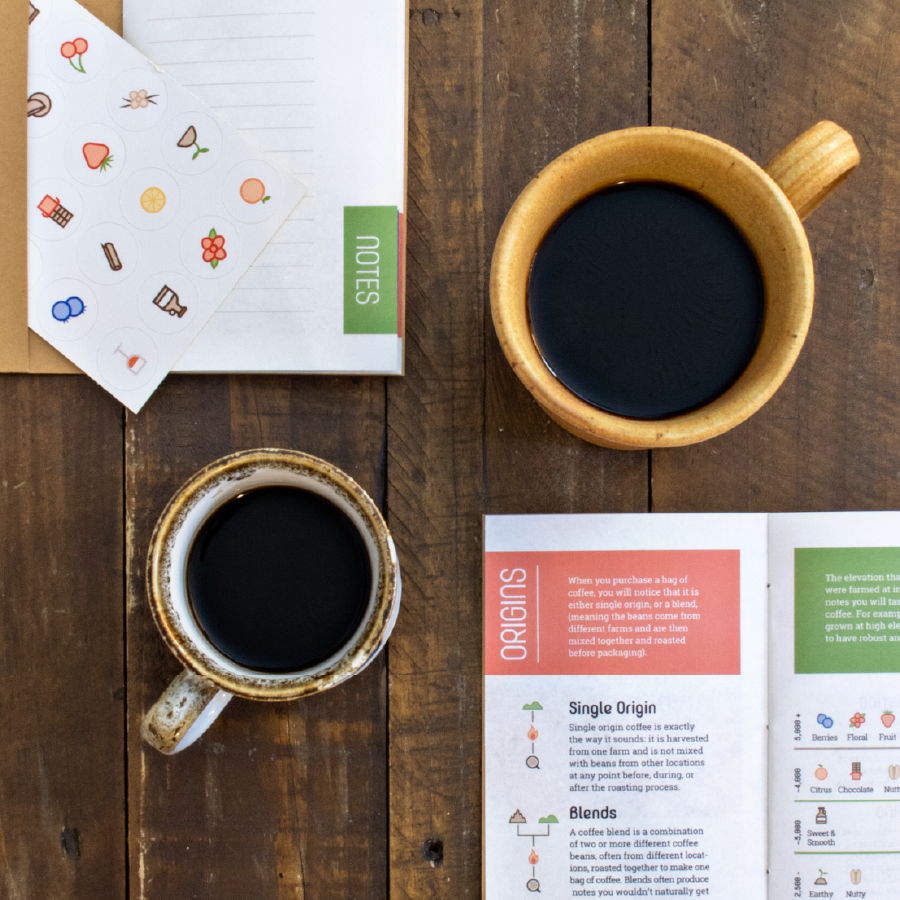 NOTES
ORIGINS
When you purchase a bag of
coffee, you will notice that it is
either single origin, or a blend,
(meaning the beans come from
different farms and are then
mixed together and roasted
before packaging).
Single Origin
Single origin coffee is exactly
the way it sounds: it is harvested
from one farm and is not mixed
with beans from other locations
at any point before, during, or
after the roasting process.
Blends
A coffee blend is a combination
of two or more different coffee
beans, often from different locat-
ions, roasted together to make one
bag of coffee. Blends often produce
notes you wouldn't naturally get
The elevation
were farmed at
notes you will
coffee. For
grown at high
to have robust
5,000 +
Berries Floral Fruit
Citrus Chocolate
Sweet &
Smooth
Earthy Nutty